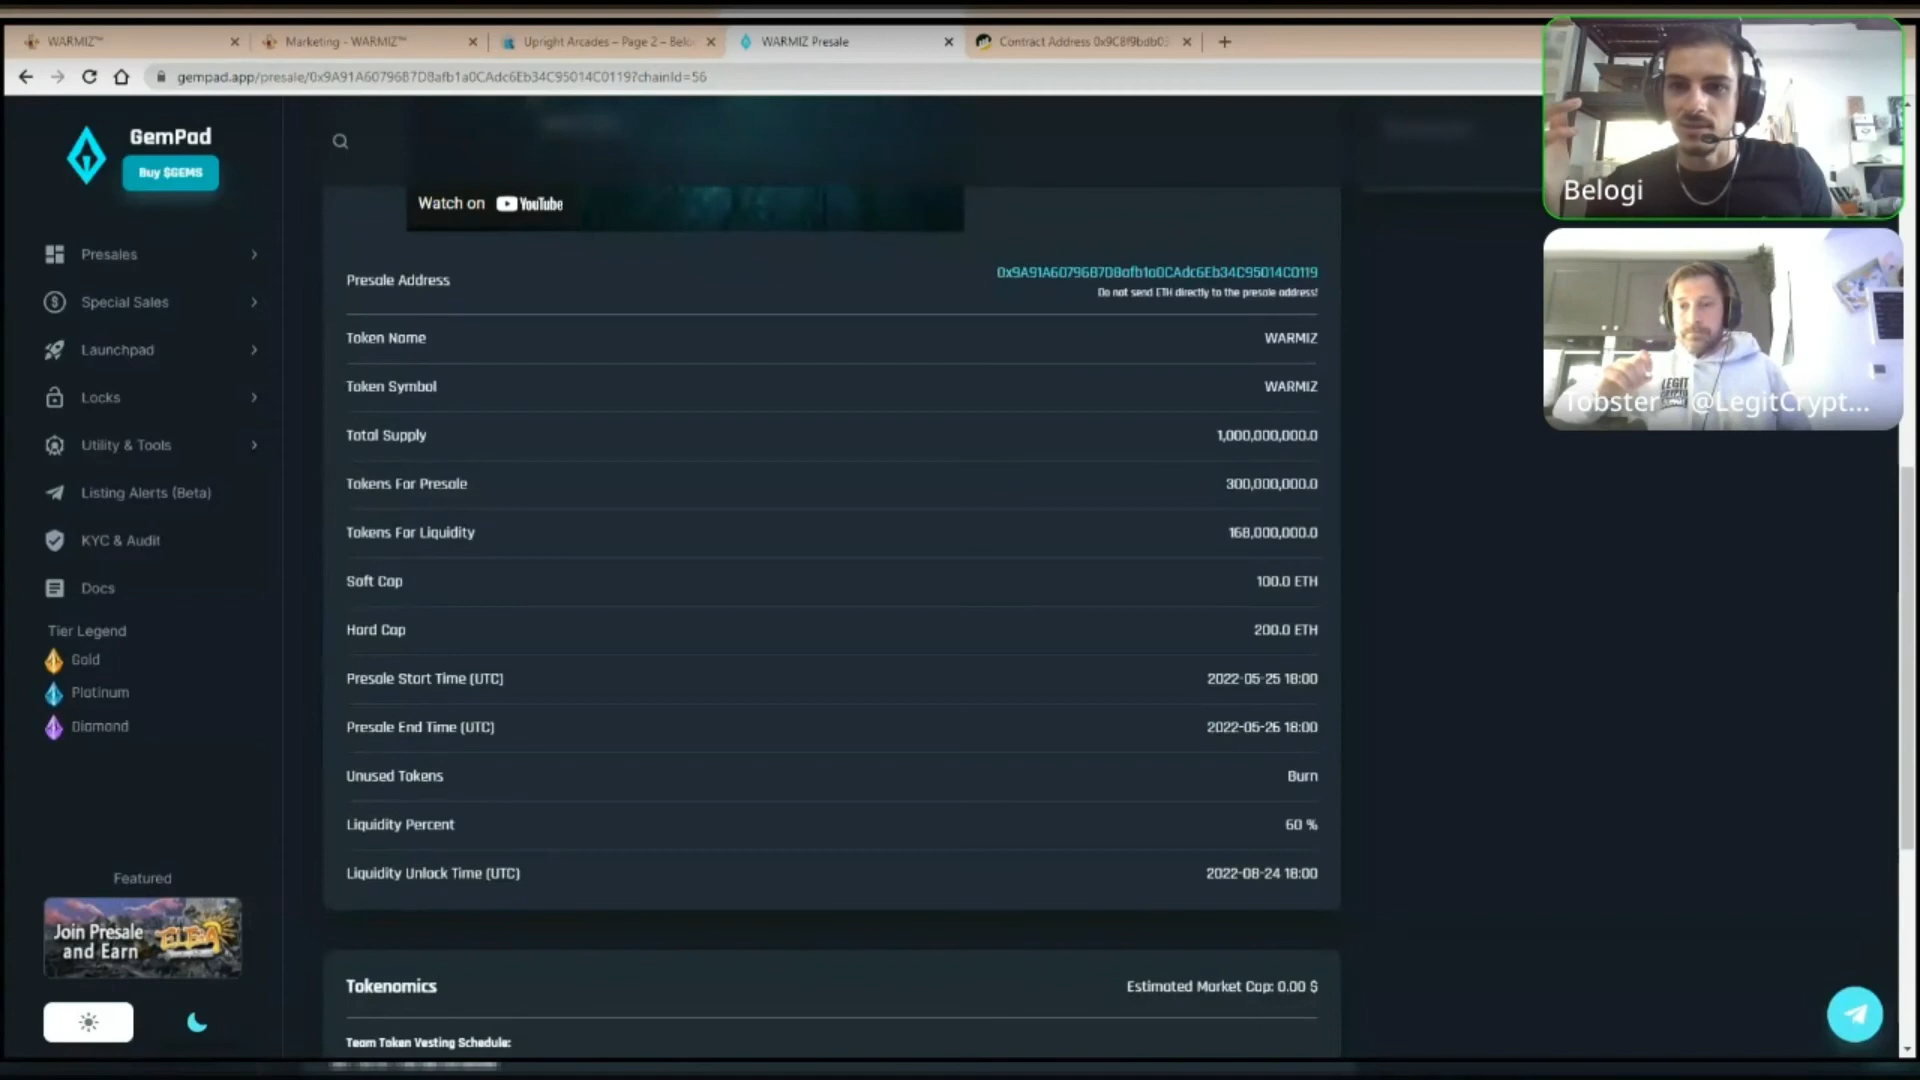 WARMIZ™
Marketing - WARMIZ™
Upright Arcades – Page 2 – Belo
WARMIZ Presale
Contract Address 0x9C8f9bdb03
gempad.app/presale/0x9A91A6079687D8afb1a0CAdc6Eb34C95014C0119?chainId=56
GemPad
Buy $GEMS
Presales
Special Sales
Launchpad
Locks
Utility & Tools
Listing Alerts (Beta)
KYC & Audit
Docs
Tier Legend
Gold
Platinum
Diamond
Featured
Join Presale
and Earn
Watch on YouTube
Presale Address
0x9A91A6079687D8afb1a0CAdc6Eb34C95014C0119
Do not send ETH directly to the presale address!
Token Name WARMIZ
Token Symbol WARMIZ
Total Supply 1,000,000,000.0
Tokens For Presale 300,000,000.0
Tokens For Liquidity 168,000,000.0
Soft Cap 100.0 ETH
Hard Cap 200.0 ETH
Presale Start Time (UTC) 2022-05-25 18:00
Presale End Time (UTC) 2022-05-26 18:00
Unused Tokens Burn
Liquidity Percent 60 %
Liquidity Unlock Time (UTC) 2022-08-24 18:00
Tokenomics Estimated Market Cap: 0.00 $
Team Token Vesting Schedule:
Belogi
LEGIT
Tobster @LegitCrypt...